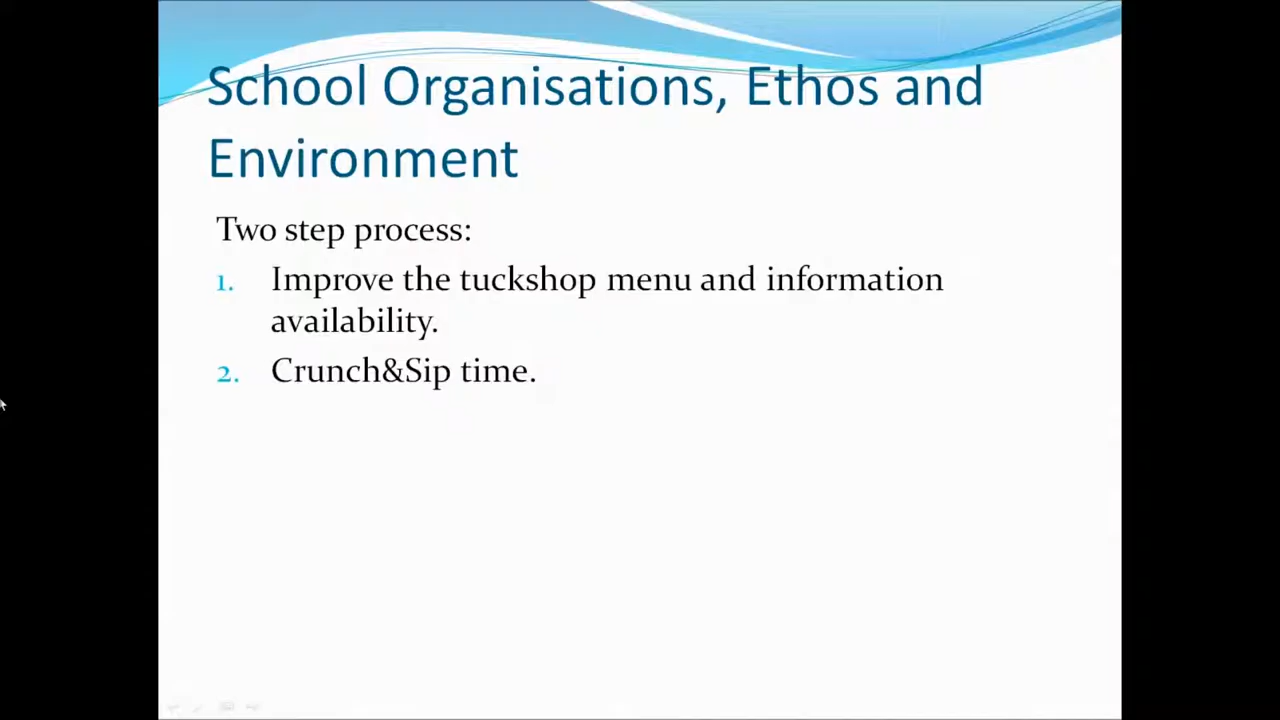 School Organisations, Ethos and
Environment
Two step process:
1. Improve the tuckshop menu and information
availability.
2. Crunch&Sip time.